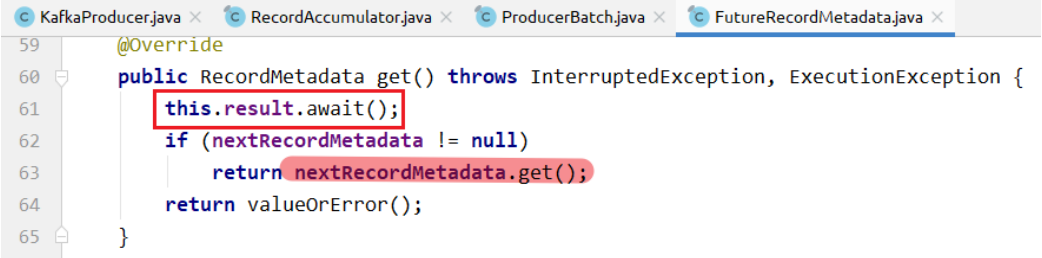 C KafkaProducer.java × C RecordAccumulator.java × C ProducerBatch.java × C FutureRecordMetadata.java ×
59 @Override
60 public RecordMetadata get() throws InterruptedException, ExecutionException {
61 this.result.await();
62 if (nextRecordMetadata != null)
63 return nextRecordMetadata.get();
64 return valueOrError();
65 }